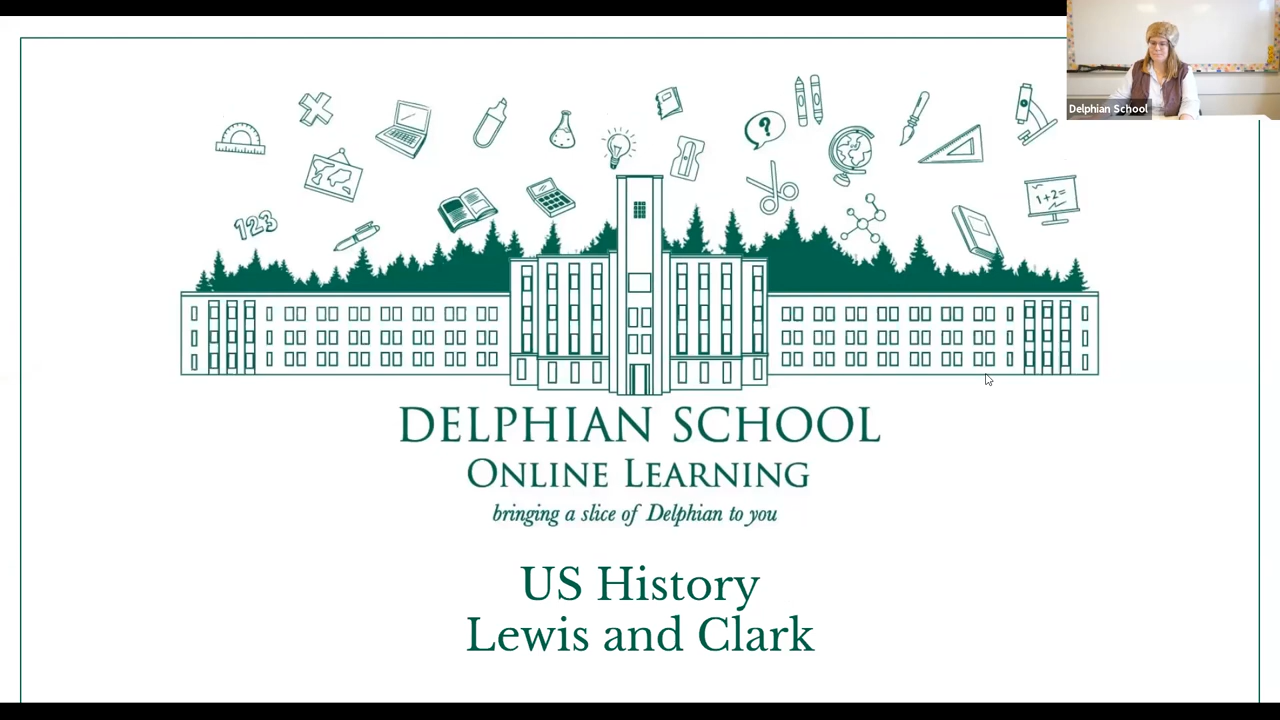 Delphian School
?
123
1+2=
DELPHIAN SCHOOL
ONLINE LEARNING
bringing a slice of Delphian to you
US History
Lewis and Clark